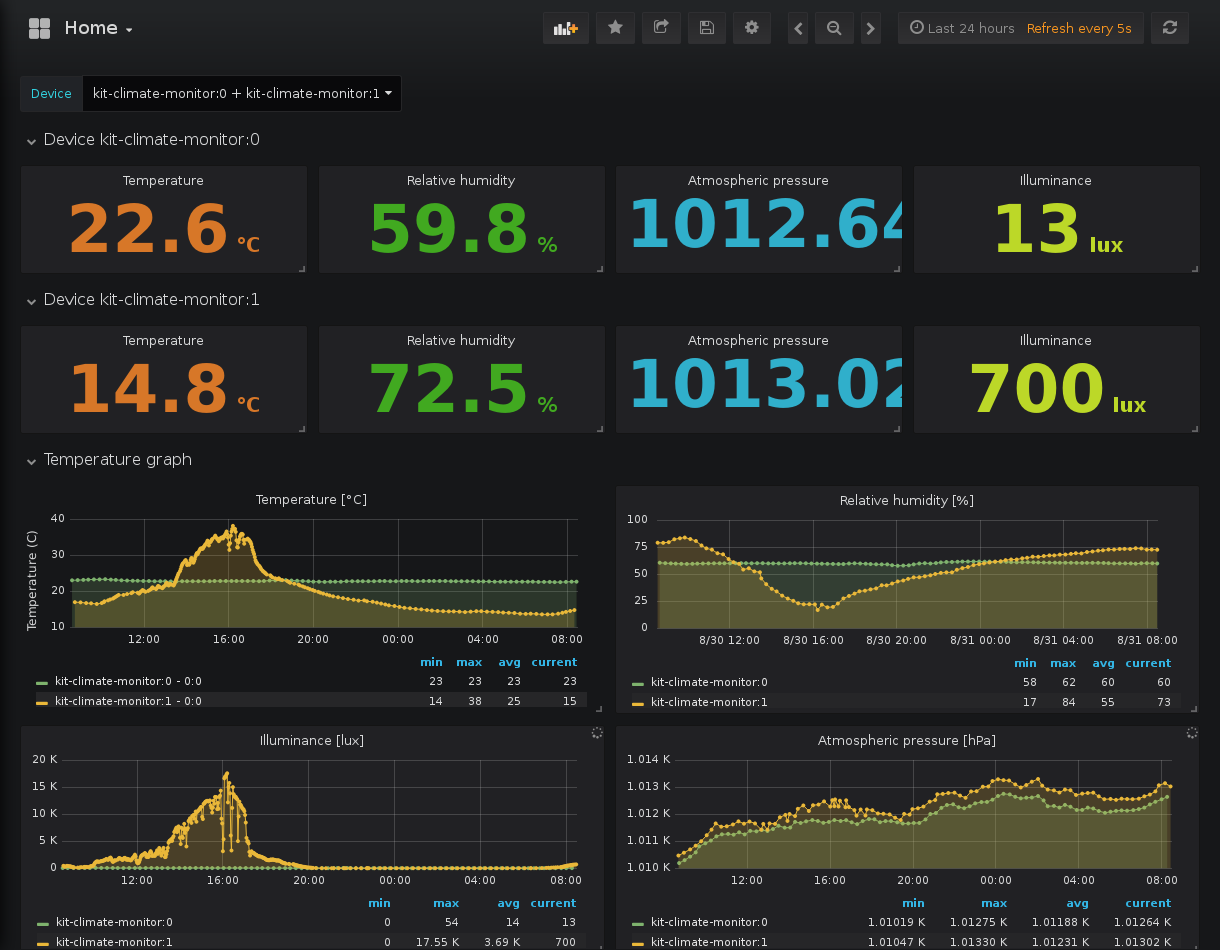 Home
Last 24 hours Refresh every 5s
Device kit-climate-monitor:0 + kit-climate-monitor:1
Device kit-climate-monitor:0
Temperature Relative humidity Atmospheric pressure Illuminance
22.6 °C 59.8 % 1012.64 13 lux
Device kit-climate-monitor:1
Temperature Relative humidity Atmospheric pressure Illuminance
14.8 °C 72.5 % 1013.02 700 lux
Temperature graph
Temperature [°C]
Temperature (C)
40
30
20
10
12:00 16:00 20:00 00:00 04:00 08:00
min max avg current
kit-climate-monitor:0 - 0:0 23 23 23 23
kit-climate-monitor:1 - 0:0 14 38 25 15
Relative humidity [%]
100
75
50
25
0
8/30 12:00 8/30 16:00 8/30 20:00 8/31 00:00 8/31 04:00 8/31 08:00
min max avg current
kit-climate-monitor:0 58 62 60 60
kit-climate-monitor:1 17 84 55 73
Illuminance [lux]
20 K
15 K
10 K
5 K
0
12:00 16:00 20:00 00:00 04:00 08:00
min max avg current
kit-climate-monitor:0 0 54 14 13
kit-climate-monitor:1 0 17.55 K 3.69 K 700
Atmospheric pressure [hPa]
1.014 K
1.013 K
1.012 K
1.011 K
1.010 K
12:00 16:00 20:00 00:00 04:00 08:00
min max avg current
kit-climate-monitor:0 1.01019 K 1.01275 K 1.01188 K 1.01264 K
kit-climate-monitor:1 1.01047 K 1.01330 K 1.01231 K 1.01302 K